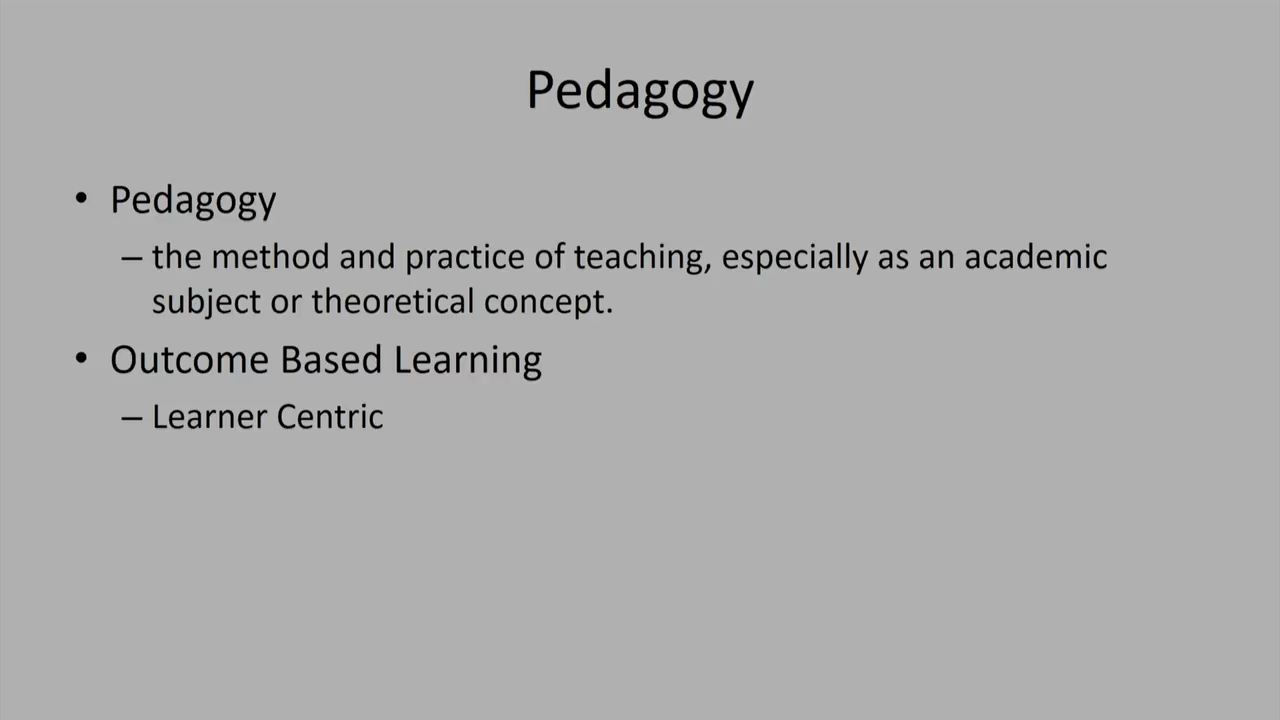 Pedagogy
• Pedagogy
– the method and practice of teaching, especially as an academic
subject or theoretical concept.
• Outcome Based Learning
– Learner Centric